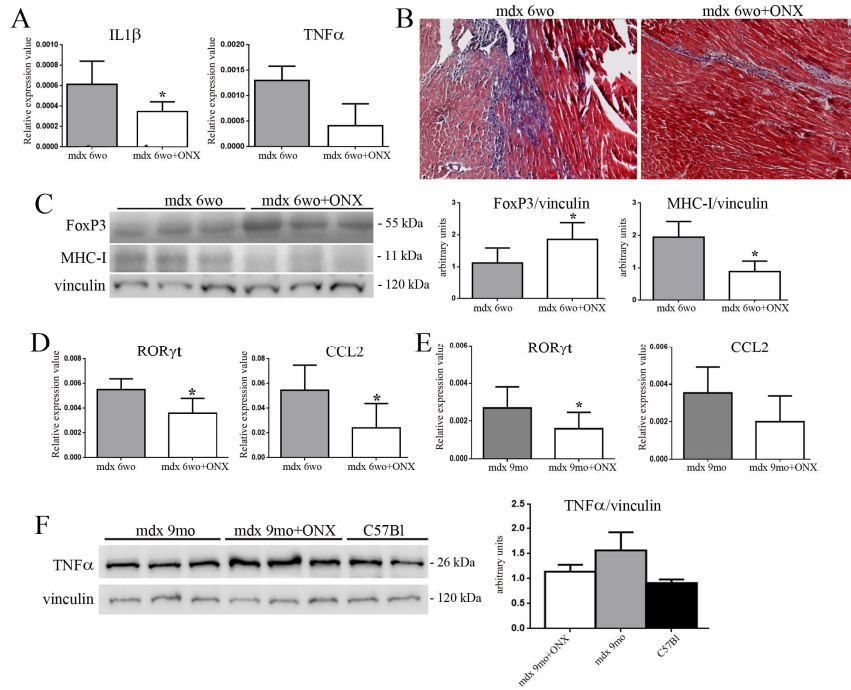 A
IL1β
Relative expression value
0.0010
0.0008
0.0006
0.0004
0.0002
0.0000
*
mdx 6wo
mdx 6wo+ONX
TNFα
Relative expression value
0.0020
0.0015
0.0010
0.0005
0.0000
mdx 6wo
mdx 6wo+ONX
B
mdx 6wo
mdx 6wo+ONX
C
mdx 6wo
mdx 6wo+ONX
FoxP3
- 55 kDa
MHC-I
- 11 kDa
vinculin
- 120 kDa
FoxP3/vinculin
arbitrary units
3
2
1
0
*
mdx 6wo
mdx 6wo+ONX
MHC-I/vinculin
arbitrary units
3
2
1
0
*
mdx 6wo
mdx 6wo+ONX
D
RORγt
Relative expression value
0.008
0.006
0.004
0.002
0.000
*
mdx 6wo
mdx 6wo+ONX
CCL2
Relative expression value
0.08
0.06
0.04
0.02
0.00
*
mdx 6wo
mdx 6wo+ONX
E
RORγt
Relative expression value
0.006
0.004
0.002
0.000
*
mdx 9mo
mdx 9mo+ONX
CCL2
Relative expression value
0.006
0.004
0.002
0.000
mdx 9mo
mdx 9mo+ONX
F
mdx 9mo
mdx 9mo+ONX
C57Bl
TNFα
- 26 kDa
vinculin
- 120 kDa
TNFα/vinculin
arbitrary units
2.5
2.0
1.5
1.0
0.5
0.0
mdx 9mo+ONX
mdx 9mo
C57Bl